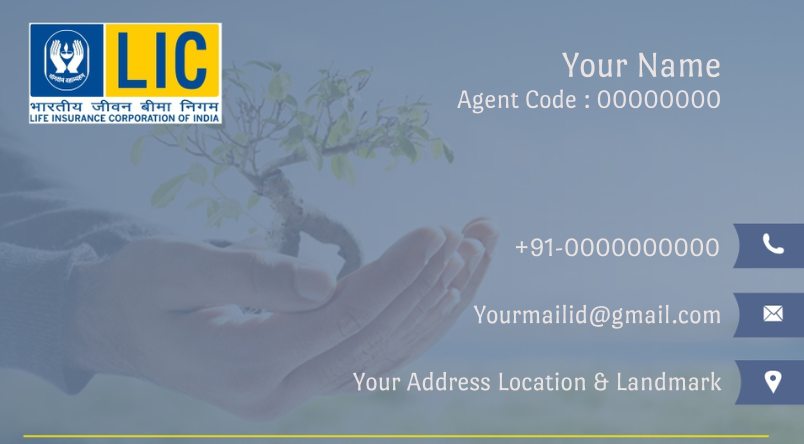 LIC
भारतीय जीवन बीमा निगम
LIFE INSURANCE CORPORATION OF INDIA
Your Name
Agent Code : 00000000
+91-0000000000
Yourmailid@gmail.com
Your Address Location & Landmark